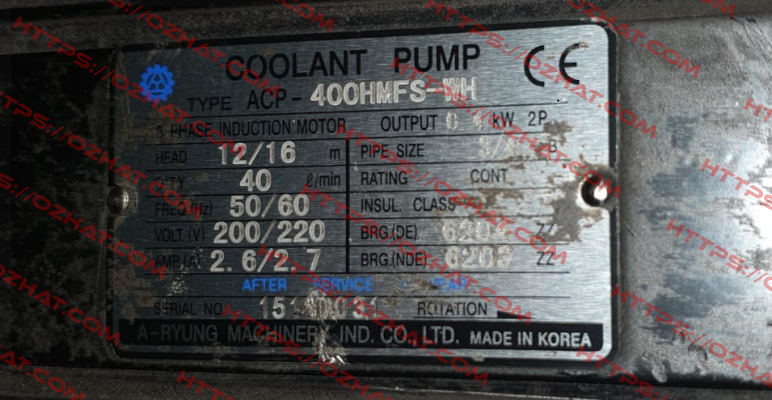 COOLANT PUMP CE
TYPE ACP-400HMFS-WH
3 PHASE INDUCTION MOTOR OUTPUT kW 2P
HEAD 12/16 m PIPE SIZE B
Q'TY 40 ℓ/min RATING CONT
FREQ.(Hz) 50/60 INSUL. CLASS
VOLT.(V) 200/220 BRG.(DE) ZZ
AMP.(A) 2.6/2.7 BRG.(NDE) ZZ
AFTER SERVICE
SERIAL NO ROTATION
A-RYUNG MACHINERY IND. CO., LTD. MADE IN KOREA
HTTPS://OZHAT.COM